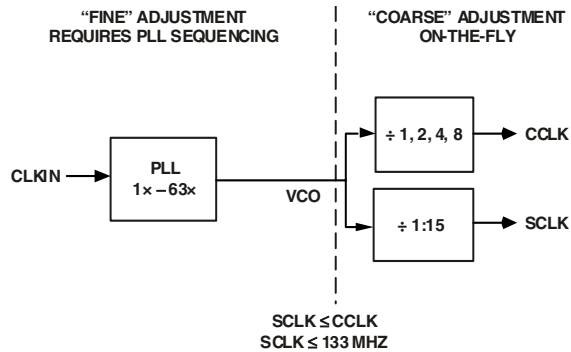 “FINE” ADJUSTMENT
REQUIRES PLL SEQUENCING
“COARSE” ADJUSTMENT
ON-THE-FLY
CLKIN
PLL
1× – 63×
VCO
÷ 1, 2, 4, 8
CCLK
÷ 1:15
SCLK
SCLK ≤ CCLK
SCLK ≤ 133 MHZ